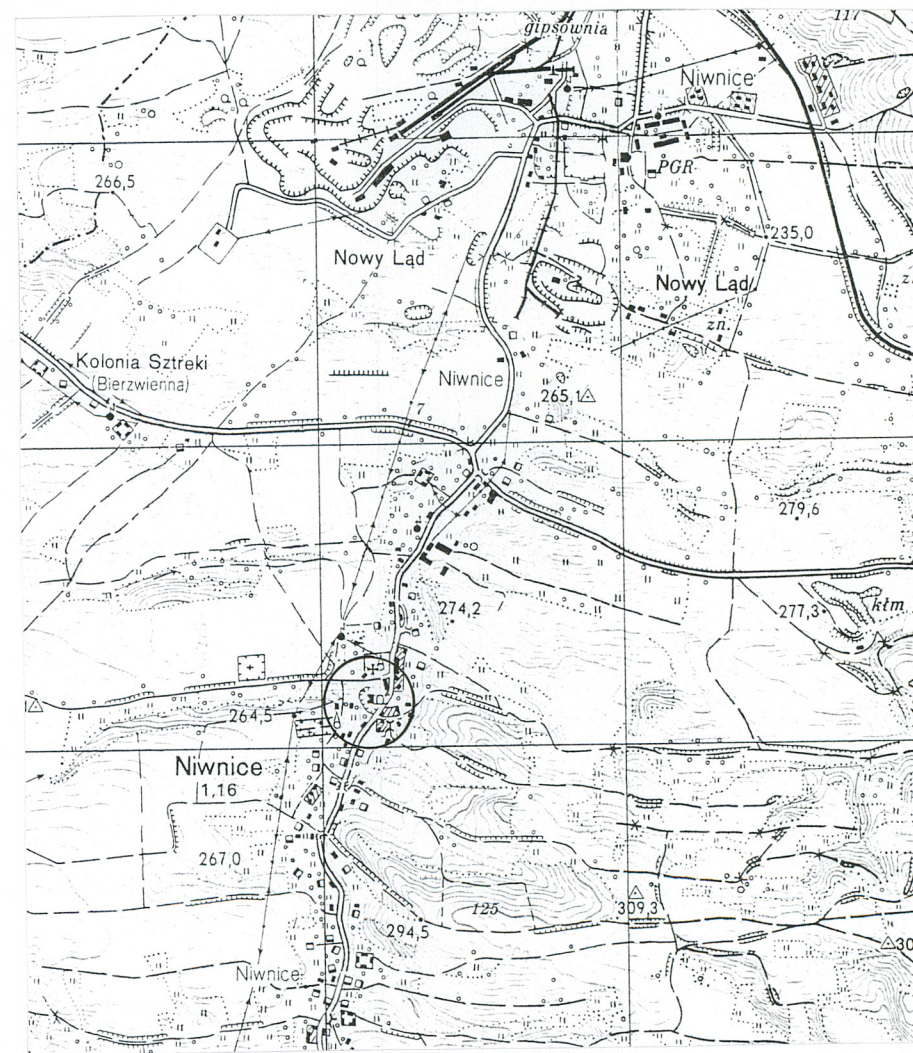 117
gipsownia
Niwnice
PGR
266,5
235,0
Nowy Ląd
Nowy Ląd
zn.
Kolonia Sztreki
(Bierzwienna)
Niwnice
265,1
7
279,6
274,2
277,3
kłm
264,5
Niwnice
1,16
267,0
125
309,3
294,5
30
Niwnice